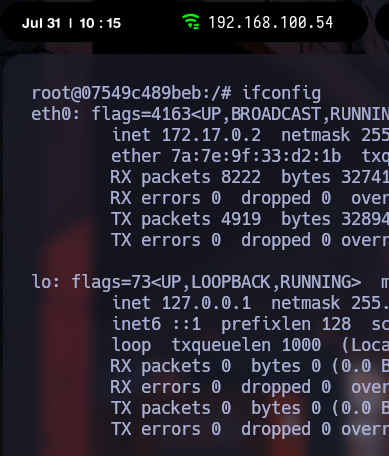 Jul 31 | 10:15 192.168.100.54
root@07549c489beb:/# ifconfig
eth0: flags=4163<UP,BROADCAST,RUNNIN
inet 172.17.0.2 netmask 255
ether 7a:7e:9f:33:d2:1b txq
RX packets 8222 bytes 32741
RX errors 0 dropped 0 over
TX packets 4919 bytes 32894
TX errors 0 dropped 0 overr
lo: flags=73<UP,LOOPBACK,RUNNING> m
inet 127.0.0.1 netmask 255.
inet6 ::1 prefixlen 128 sc
loop txqueuelen 1000 (Loca
RX packets 0 bytes 0 (0.0 B
RX errors 0 dropped 0 overr
TX packets 0 bytes 0 (0.0 B
TX errors 0 dropped 0 overr